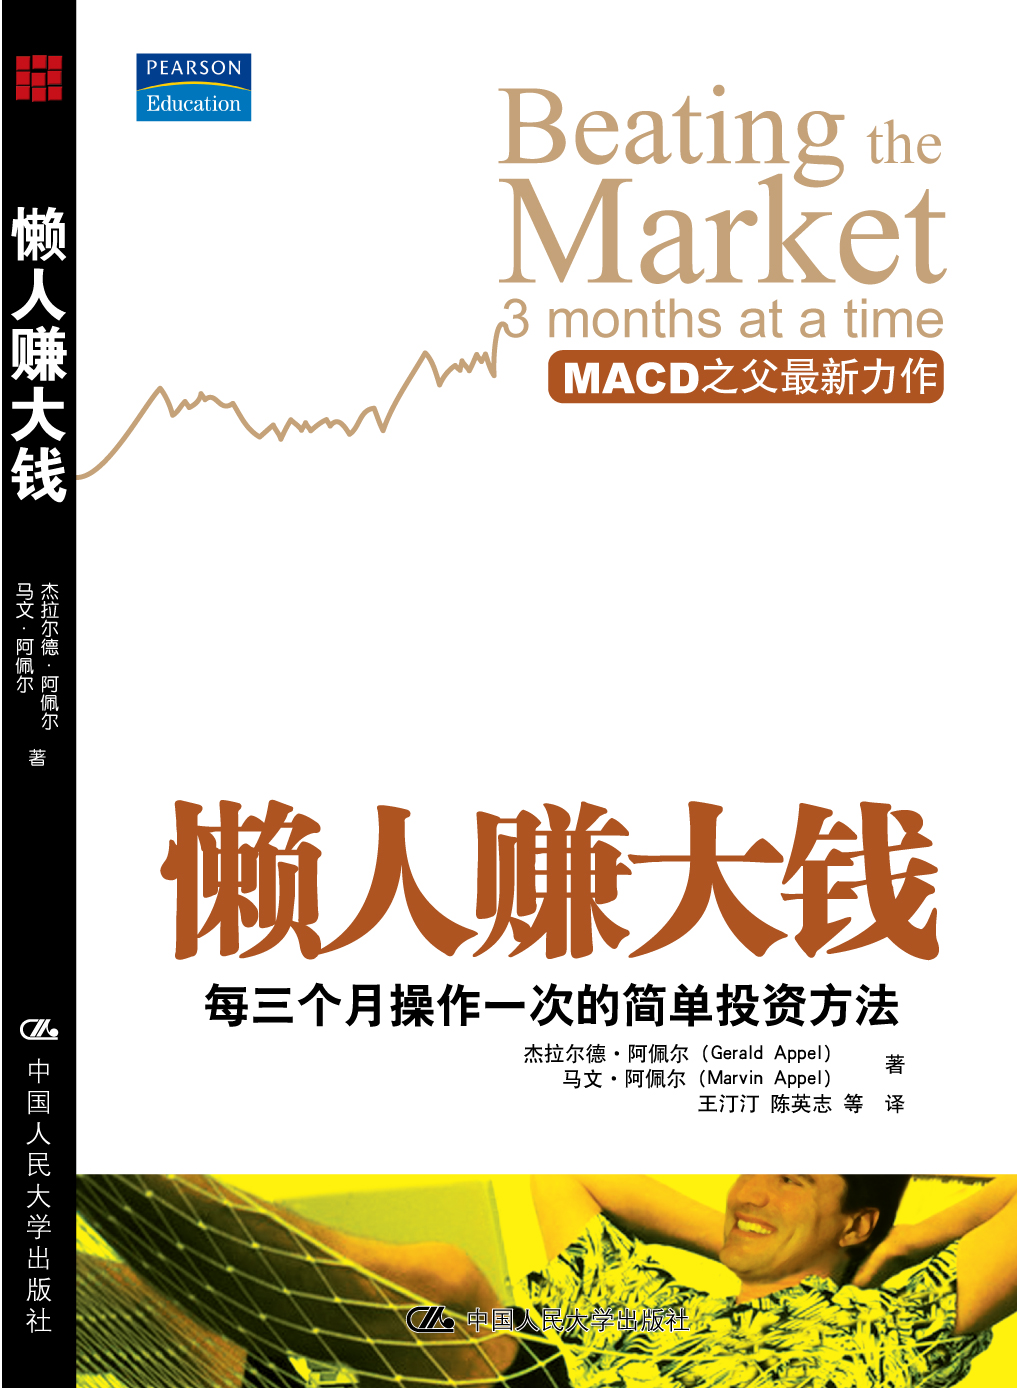 懒人赚大钱
杰拉尔德·阿佩尔
马文·阿佩尔
著
中国人民大学出版社
PEARSON
Education
Beating the
Market
3 months at a time
MACD之父最新力作
懒人赚大钱
每三个月操作一次的简单投资方法
杰拉尔德·阿佩尔（Gerald Appel）
马文·阿佩尔（Marvin Appel）
著
王汀汀 陈英志 等 译
中国人民大学出版社